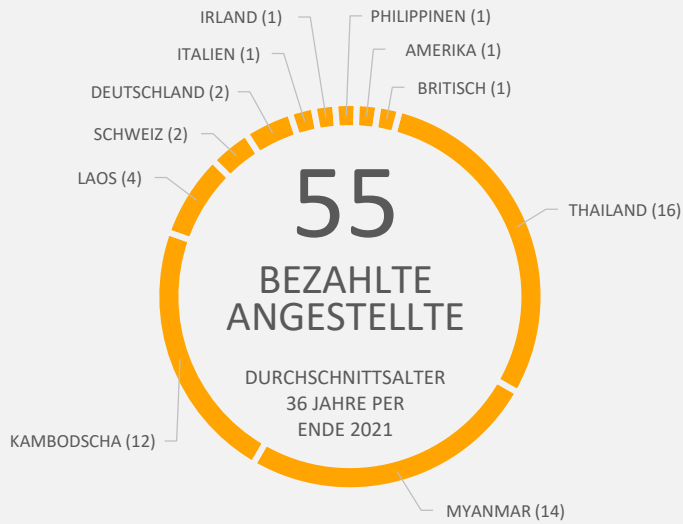 IRLAND (1)
PHILIPPINEN (1)
ITALIEN (1)
AMERIKA (1)
DEUTSCHLAND (2)
BRITISCH (1)
SCHWEIZ (2)
LAOS (4)
THAILAND (16)
55
BEZAHLTE
ANGESTELLTE
DURCHSCHNITTSALTER
36 JAHRE PER
ENDE 2021
KAMBODSCHA (12)
MYANMAR (14)